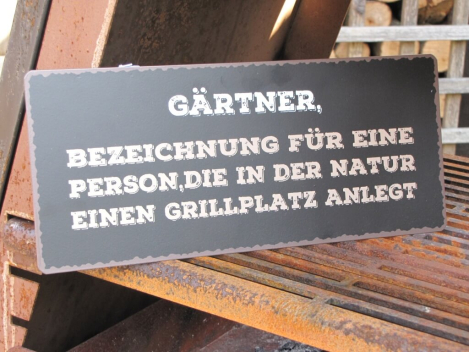 GÄRTNER,
BEZEICHNUNG FÜR EINE
PERSON,DIE IN DER NATUR
EINEN GRILLPLATZ ANLEGT